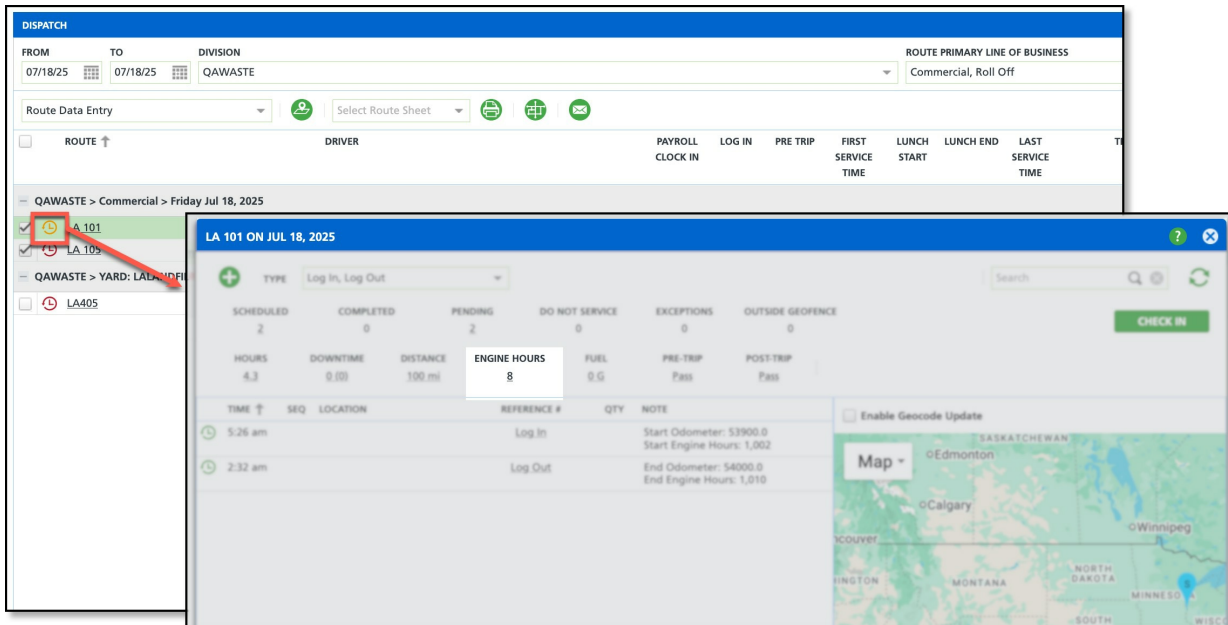 DISPATCH
FROM TO DIVISION ROUTE PRIMARY LINE OF BUSINESS
07/18/25 07/18/25 QAWASTE Commercial, Roll Off
Route Data Entry Select Route Sheet
ROUTE DRIVER PAYROLL CLOCK IN LOG IN PRE TRIP FIRST SERVICE TIME LUNCH START LUNCH END LAST SERVICE TIME
QAWASTE > Commercial > Friday Jul 18, 2025
LA 101
LA 105
QAWASTE > YARD: LALANDFIL
LA405
LA 101 ON JUL 18, 2025
TYPE Log In, Log Out Search
SCHEDULED COMPLETED PENDING DO NOT SERVICE EXCEPTIONS OUTSIDE GEOFENCE
2 0 2 0 0 0
CHECK IN
HOURS DOWNTIME DISTANCE ENGINE HOURS FUEL PRE-TRIP POST-TRIP
4.3 0 (0) 100 mi 8 0 G Pass Pass
TIME SEQ LOCATION REFERENCE # QTY NOTE
5:26 am Log In Start Odometer: 53900.0
Start Engine Hours: 1,002
2:32 am Log Out End Odometer: 54000.0
End Engine Hours: 1,010
Enable Geocode Update
Map
SASKATCHEWAN
Edmonton
Calgary
Winnipeg
NORTH DAKOTA
MONTANA
SOUTH